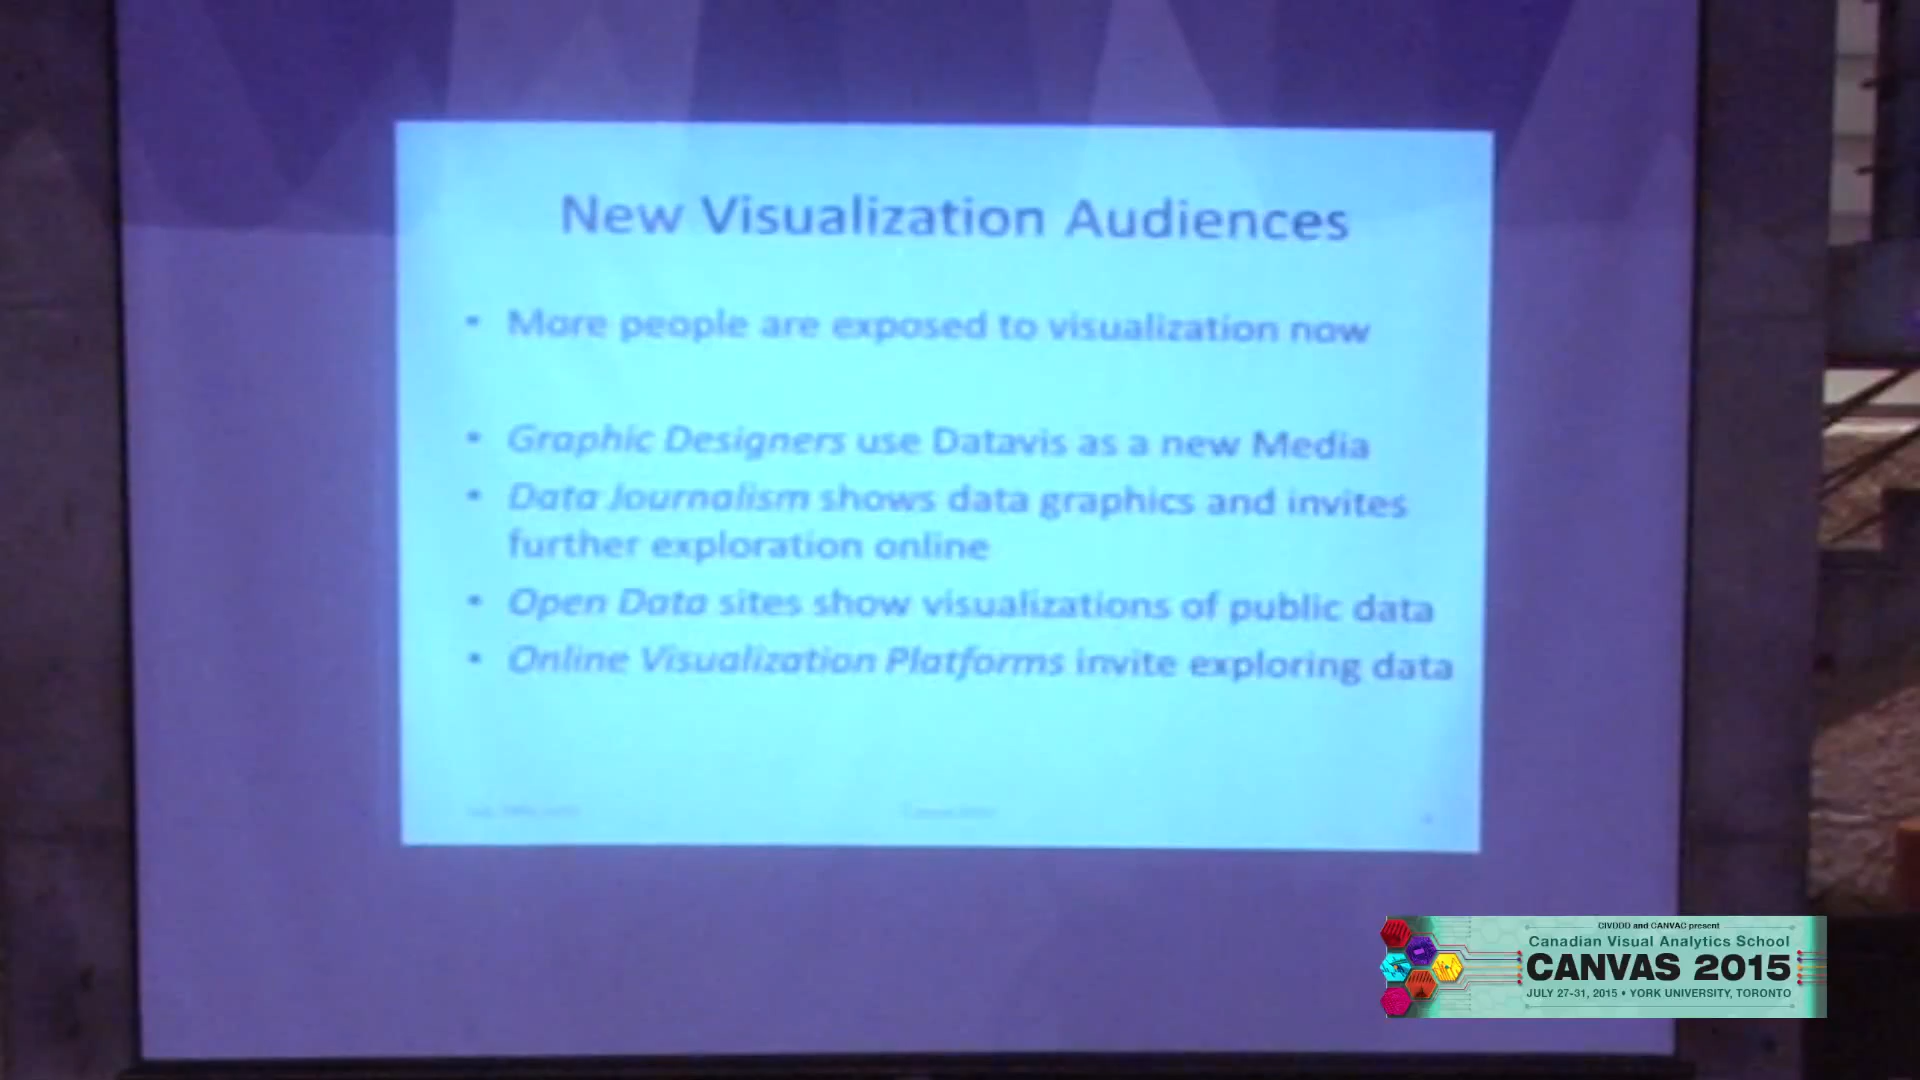 New Visualization Audiences
• More people are exposed to visualization now
• Graphic Designers use Datavis as a new Media
• Data Journalism shows data graphics and invites
further exploration online
• Open Data sites show visualizations of public data
• Online Visualization Platforms invite exploring data
CIVDDD and CANVAC present
Canadian Visual Analytics School
CANVAS 2015
JULY 27-31, 2015 • YORK UNIVERSITY, TORONTO